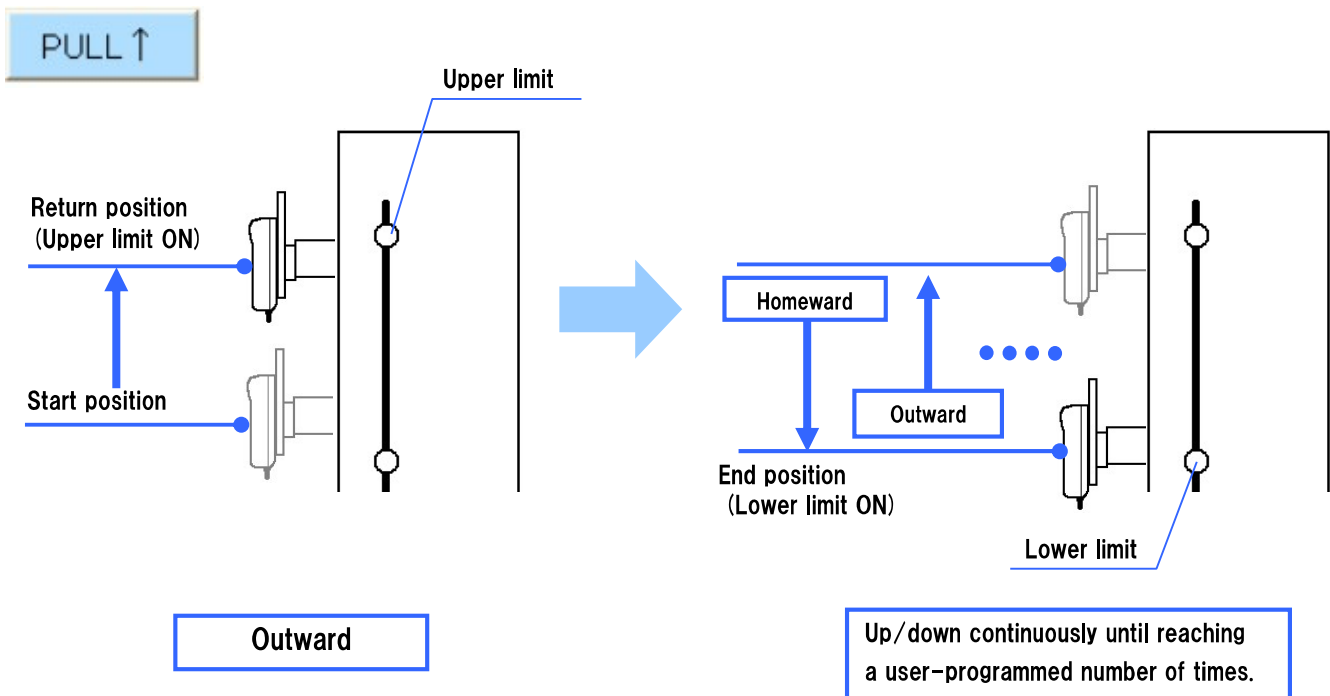 PULL↑
Upper limit
Return position
(Upper limit ON)
Start position
Outward
Homeward
Outward
End position
(Lower limit ON)
Lower limit
Up/down continuously until reaching
a user-programmed number of times.